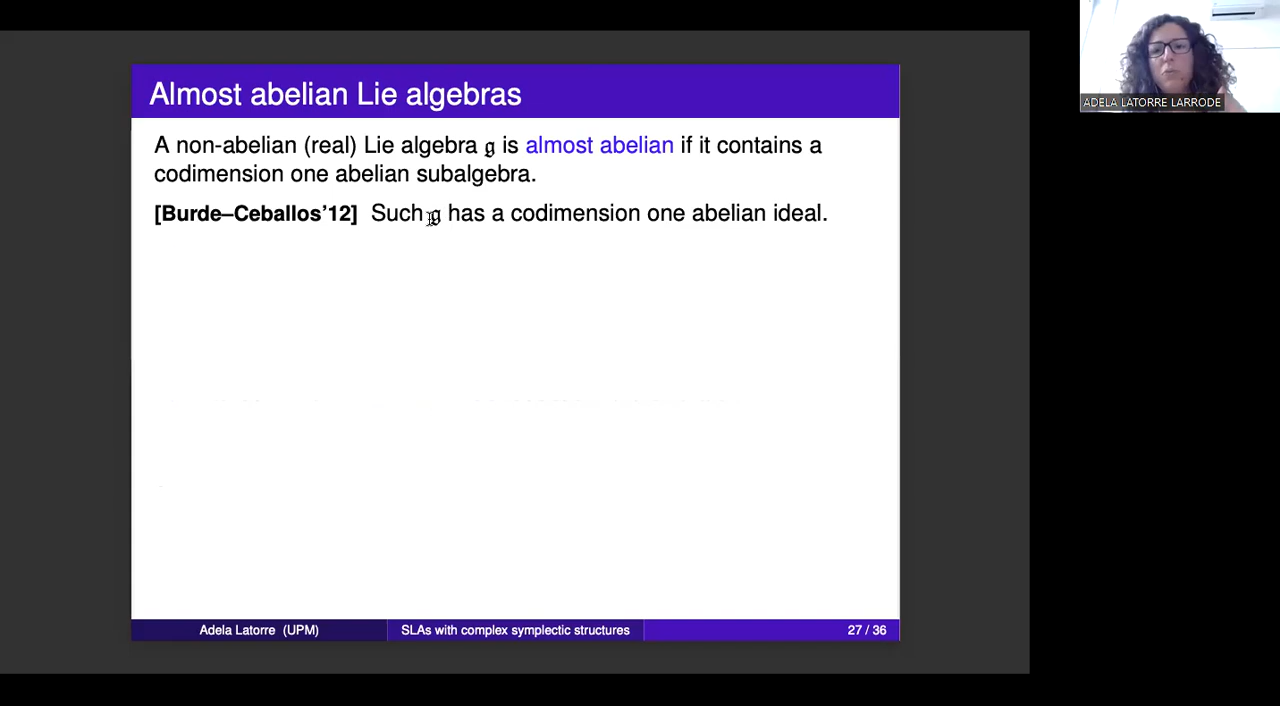 ADELA LATORRE LARRODE
Almost abelian Lie algebras
A non-abelian (real) Lie algebra 𝔤 is almost abelian if it contains a
codimension one abelian subalgebra.
[Burde–Ceballos'12] Such 𝔤 has a codimension one abelian ideal.
Adela Latorre (UPM)
SLAs with complex symplectic structures
27 / 36